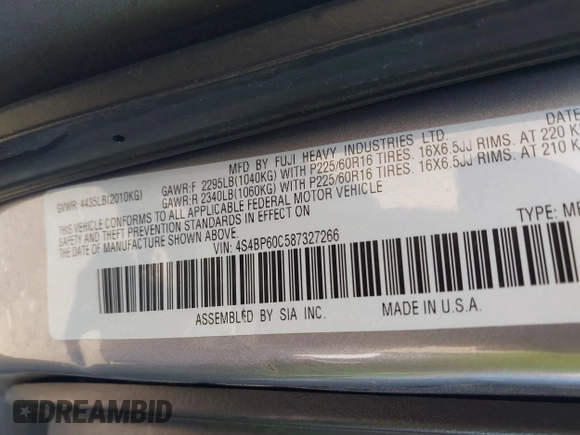 MFD BY FUJI HEAVY INDUSTRIES LTD. DATE
GVWR: 4435LB(2010KG) GAWR:F 2295LB(1040KG) WITH P225/60R16 TIRES. 16X6.5JJ RIMS. AT 220 K
GAWR:R 2340LB(1060KG) WITH P225/60R16 TIRES. 16X6.5JJ RIMS. AT 210 K
THIS VEHICLE CONFORMS TO ALL APPLICABLE FEDERAL MOTOR VEHICLE
SAFETY AND THEFT PREVENTION STANDARDS IN EFFECT ON
THE DATE OF MANUFACTURE SHOWN ABOVE.
VIN: 4S4BP60C587327266 TYPE: MP
ASSEMBLED BY SIA INC. MADE IN U.S.A.
DREAMBID